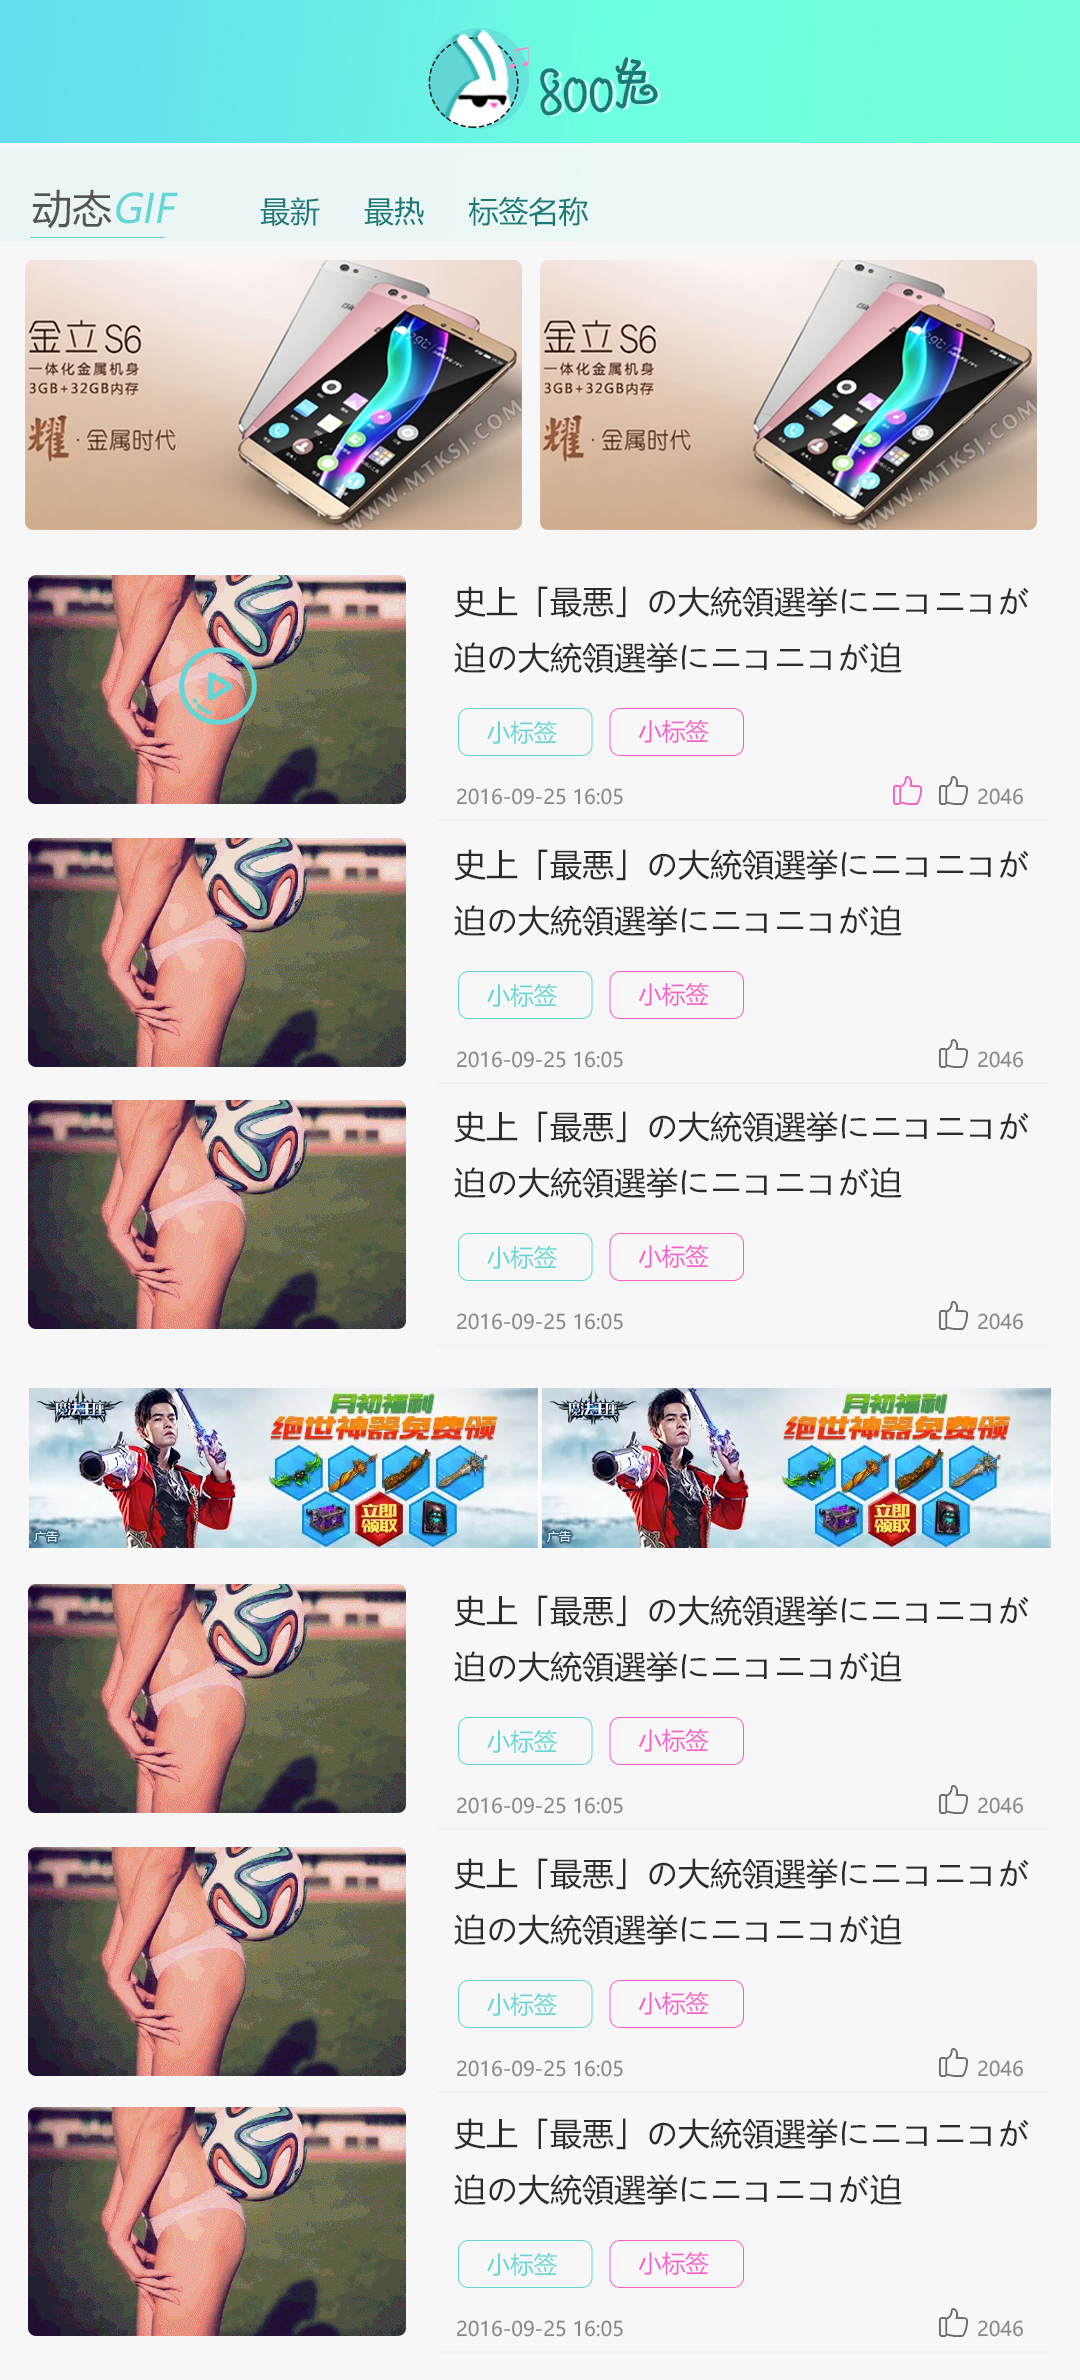 800兔
动态GIF 最新 最热 标签名称
金立S6
一体化金属机身
3GB+32GB内存
耀·金属时代
WWW.MTKSJ.COM
金立S6
一体化金属机身
3GB+32GB内存
耀·金属时代
WWW.MTKSJ.COM
史上「最悪」の大統領選挙にニコニコが
迫の大統領選挙にニコニコが迫
小标签 小标签
2016-09-25 16:05 2046
史上「最悪」の大統領選挙にニコニコが
迫の大統領選挙にニコニコが迫
小标签 小标签
2016-09-25 16:05 2046
史上「最悪」の大統領選挙にニコニコが
迫の大統領選挙にニコニコが迫
小标签 小标签
2016-09-25 16:05 2046
魔法王座
月初福利
绝世神器免费领
立即
领取
广告
魔法王座
月初福利
绝世神器免费领
立即
领取
广告
史上「最悪」の大統領選挙にニコニコが
迫の大統領選挙にニコニコが迫
小标签 小标签
2016-09-25 16:05 2046
史上「最悪」の大統領選挙にニコニコが
迫の大統領選挙にニコニコが迫
小标签 小标签
2016-09-25 16:05 2046
史上「最悪」の大統領選挙にニコニコが
迫の大統領選挙にニコニコが迫
小标签 小标签
2016-09-25 16:05 2046